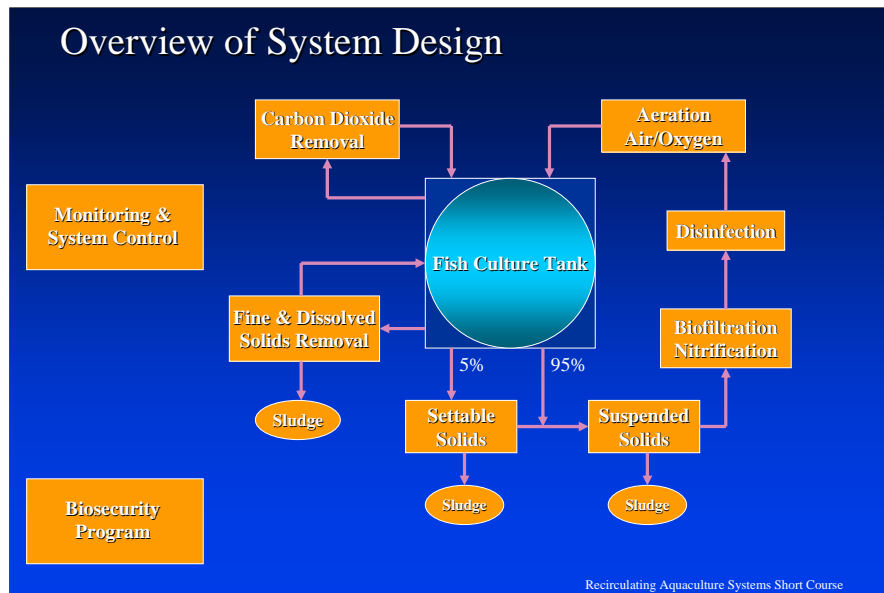 Overview of System Design
Carbon Dioxide
Removal
Aeration
Air/Oxygen
Monitoring &
System Control
Disinfection
Fish Culture Tank
Fine & Dissolved
Solids Removal
Biofiltration
Nitrification
5%
95%
Sludge
Settable
Solids
Suspended
Solids
Biosecurity
Program
Sludge
Sludge
Recirculating Aquaculture Systems Short Course